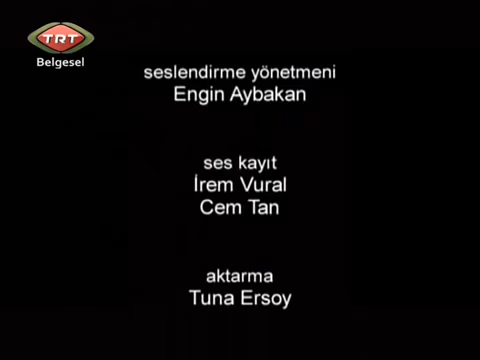 TRT
Belgesel
seslendirme yönetmeni
Engin Aybakan
ses kayıt
İrem Vural
Cem Tan
aktarma
Tuna Ersoy